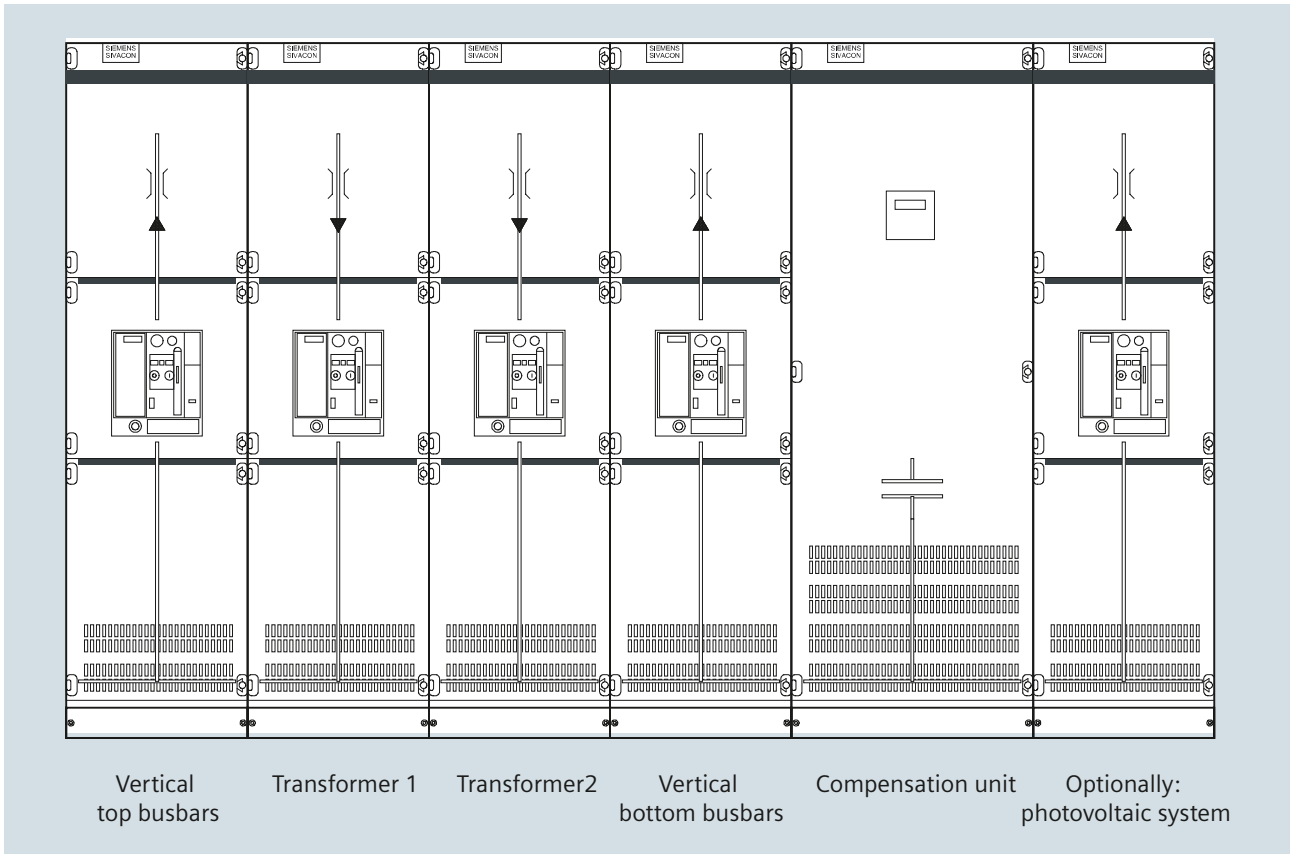 SIEMENS
SIVACON
SIEMENS
SIVACON
SIEMENS
SIVACON
SIEMENS
SIVACON
SIEMENS
SIVACON
SIEMENS
SIVACON
Vertical
top busbars
Transformer 1
Transformer2
Vertical
bottom busbars
Compensation unit
Optionally:
photovoltaic system